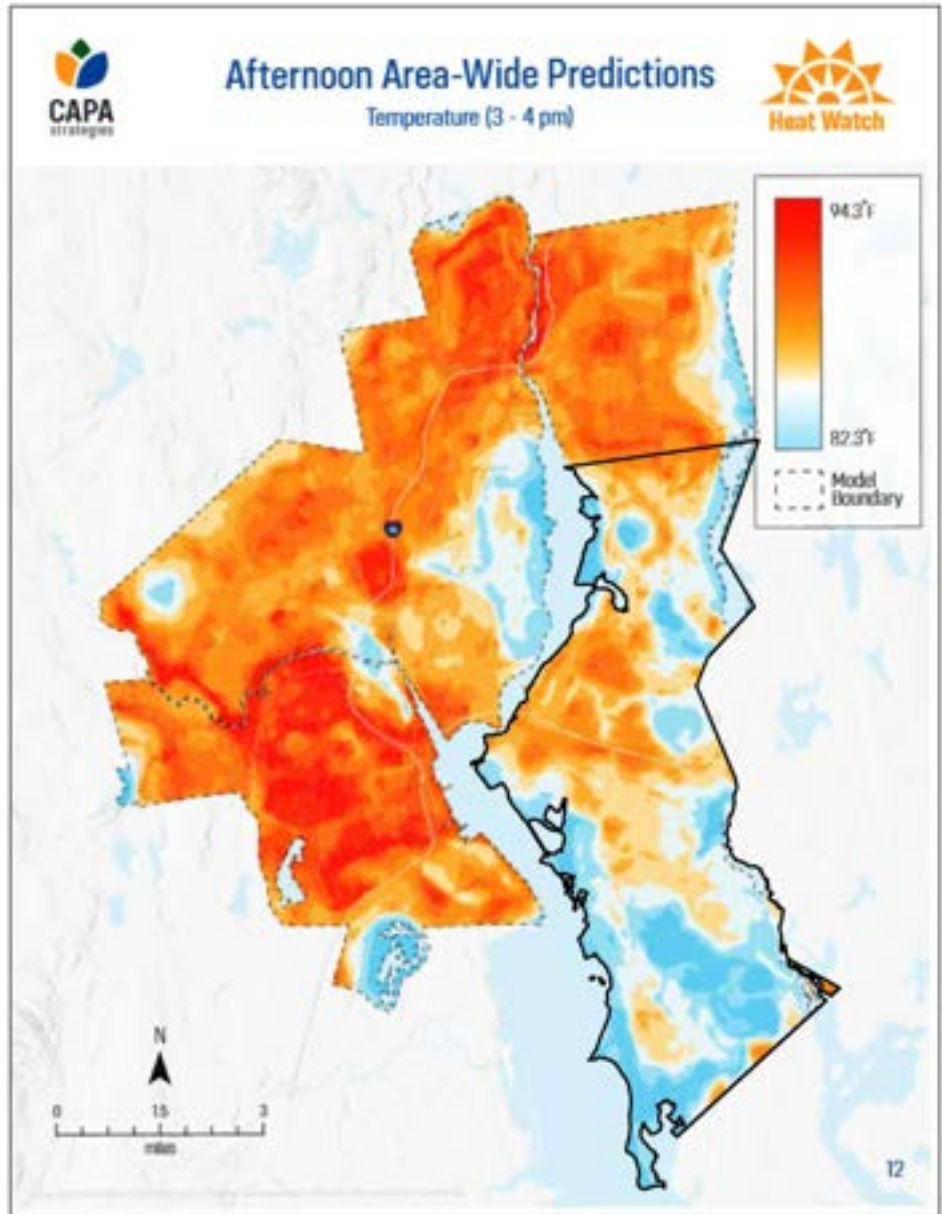 CAPA
strategies
Afternoon Area-Wide Predictions
Temperature (3 - 4 pm)
Heat Watch
94.3°F
82.3°F
Model
Boundary
N
0 1.5 3
miles
12